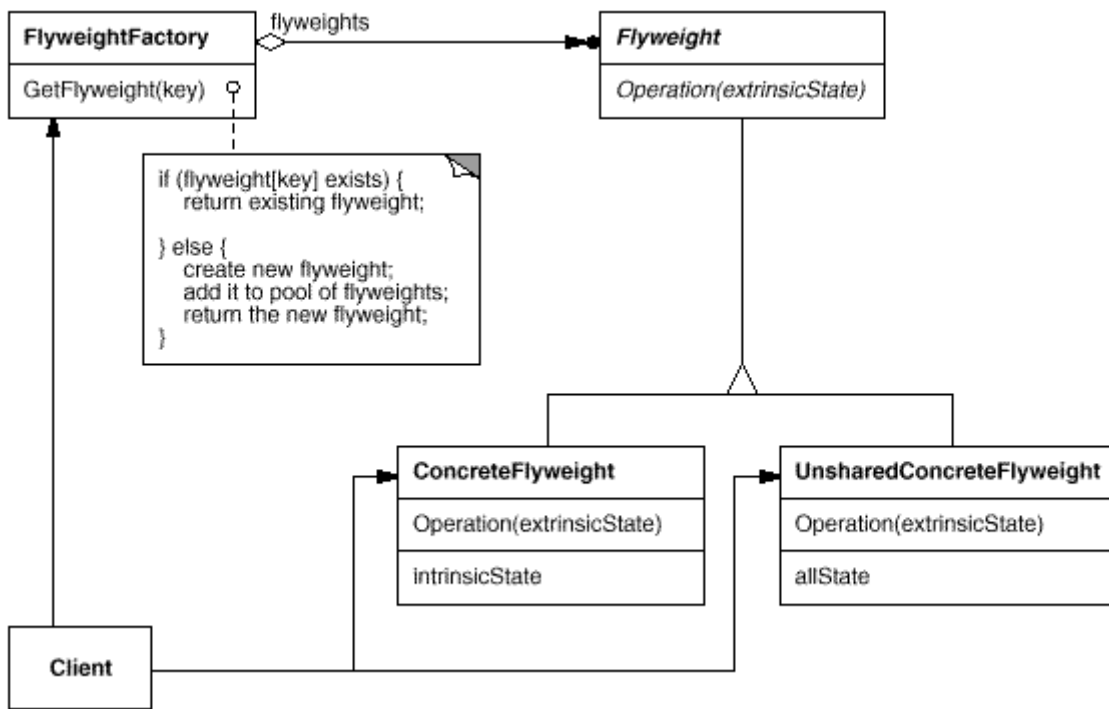 flyweights
FlyweightFactory
GetFlyweight(key)
Flyweight
Operation(extrinsicState)
if (flyweight[key] exists) {
return existing flyweight;
} else {
create new flyweight;
add it to pool of flyweights;
return the new flyweight;
}
ConcreteFlyweight
Operation(extrinsicState)
intrinsicState
UnsharedConcreteFlyweight
Operation(extrinsicState)
allState
Client